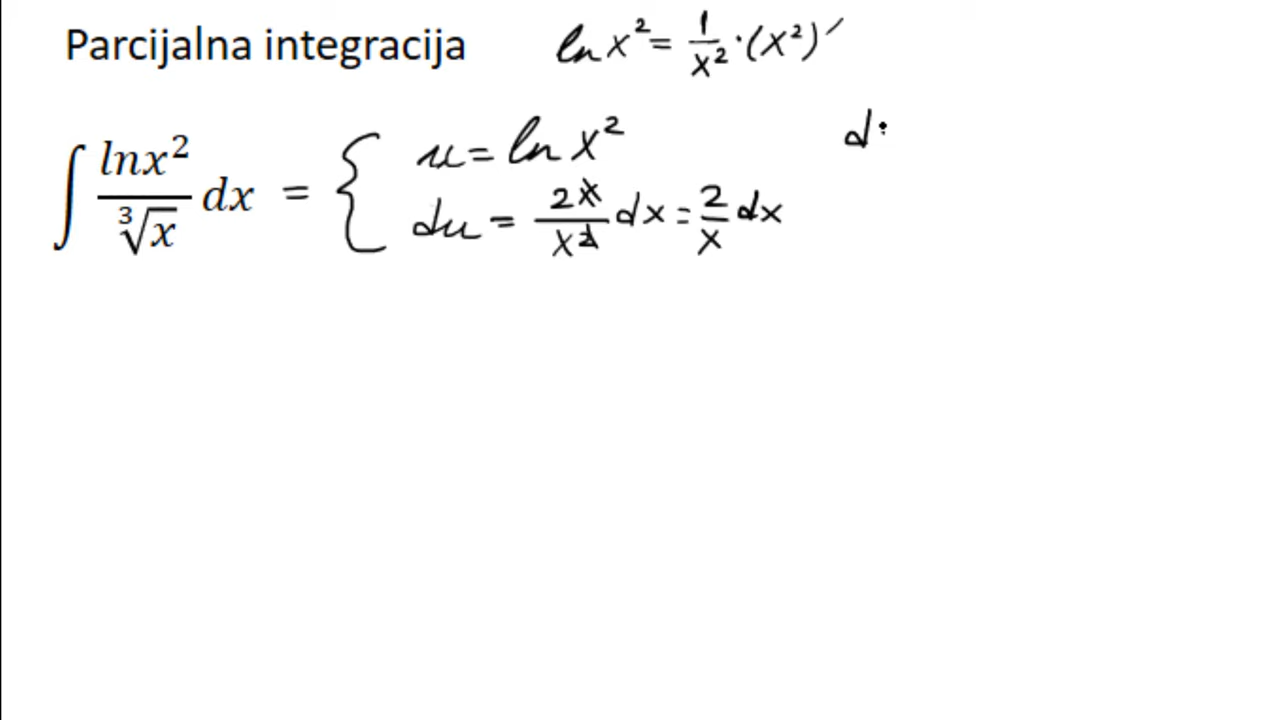 Parcijalna integracija ln x² = 1/x² · (x²)′
∫ lnx²/∛x dx = { u = ln x² d
du = 2x/x² dx = 2/x dx